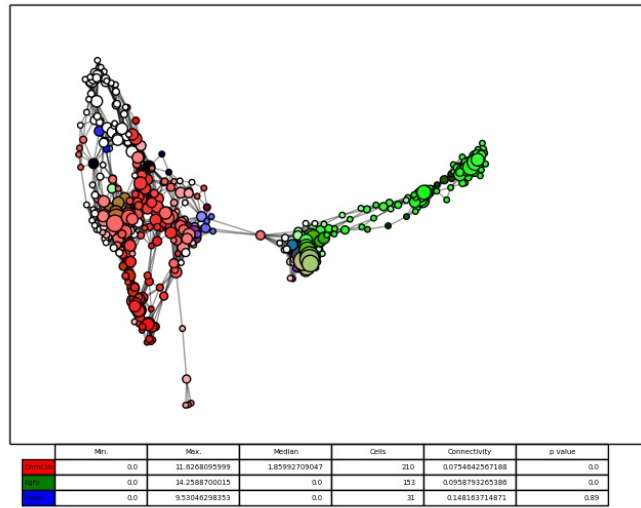 Min. Max. Median Cells Connectivity p value
Dnmt3b 0.0 11.6268095999 1.85992709047 210 0.0754642567188 0.0
Egfp 0.0 14.2588700015 0.0 153 0.0958793265386 0.0
0.0 9.53046298353 0.0 31 0.148163714871 0.89